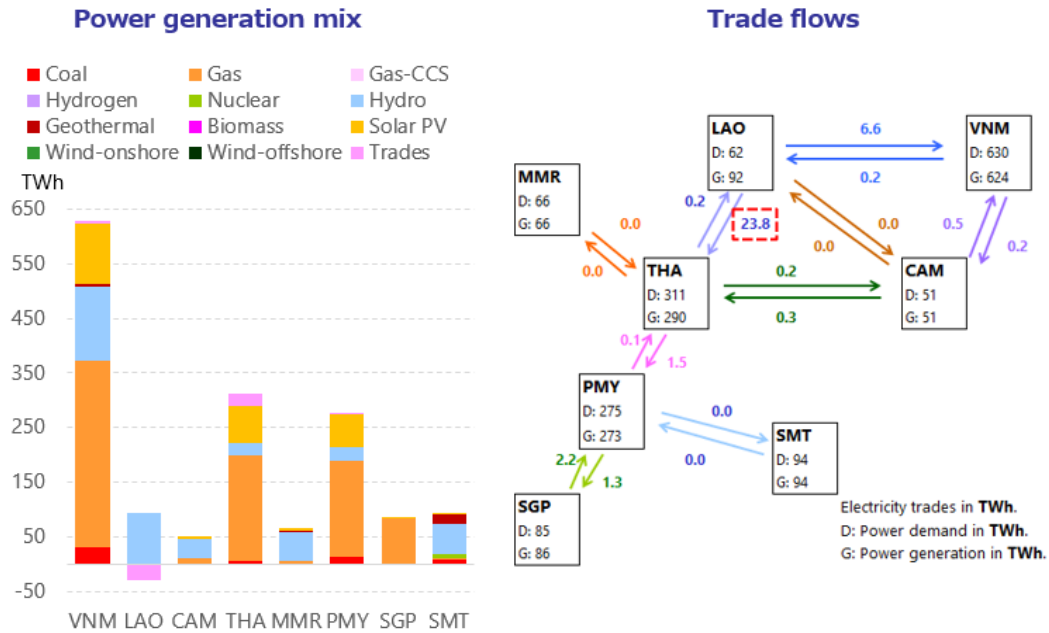 Power generation mix
Coal Gas Gas-CCS
Hydrogen Nuclear Hydro
Geothermal Biomass Solar PV
Wind-onshore Wind-offshore Trades
TWh
650
550
450
350
250
150
50
-50
VNM LAO CAM THA MMR PMY SGP SMT
Trade flows
LAO
D: 62
G: 92
6.6
0.2
VNM
D: 630
G: 624
MMR
D: 66
G: 66
0.0
0.0
0.2
23.8
0.0
0.0
0.5
0.2
THA
D: 311
G: 290
0.2
0.3
CAM
D: 51
G: 51
0.1
1.5
PMY
D: 275
G: 273
0.0
0.0
SMT
D: 94
G: 94
2.2
1.3
SGP
D: 85
G: 86
Electricity trades in TWh.
D: Power demand in TWh.
G: Power generation in TWh.